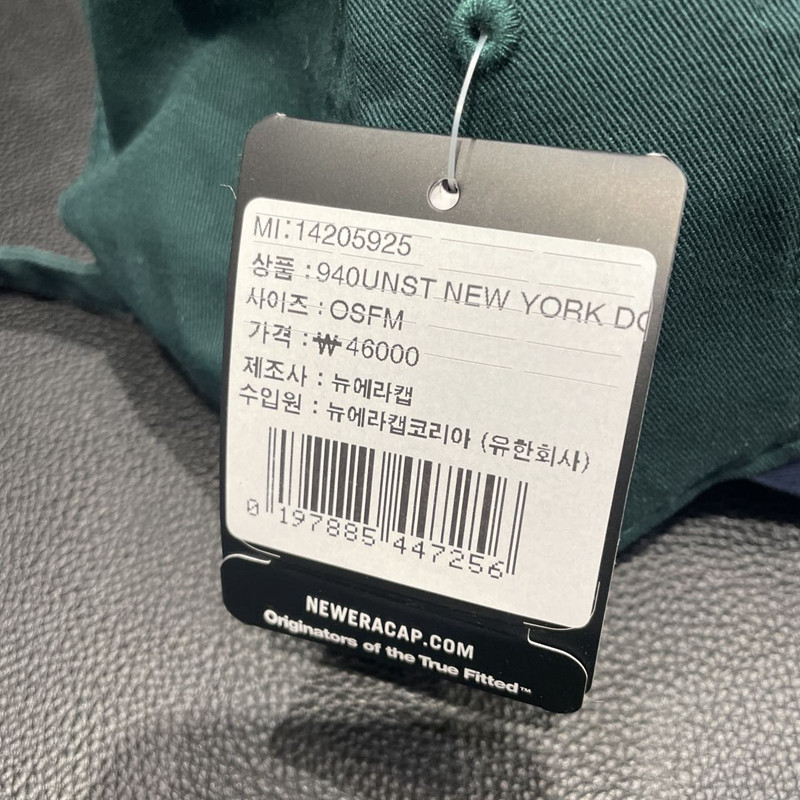 MI:14205925
상품 : 940UNST NEW YORK DO
사이즈 : OSFM
가격 : ₩46000
제조사 : 뉴에라캡
수입원 : 뉴에라캡코리아 (유한회사)
0 197885 447256
NEWERACAP.COM
Originators of the True Fitted™